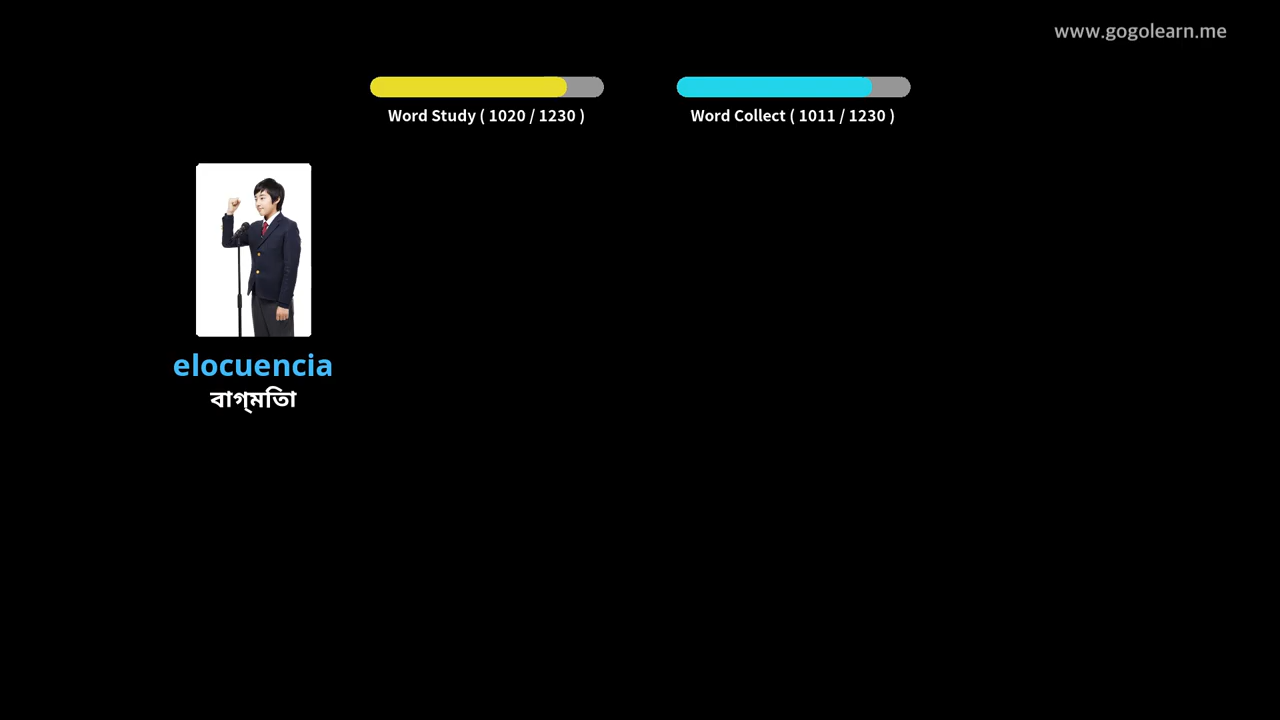 www.gogolearn.me
Word Study ( 1020 / 1230 )
Word Collect ( 1011 / 1230 )
elocuencia
বাগ্মিতা